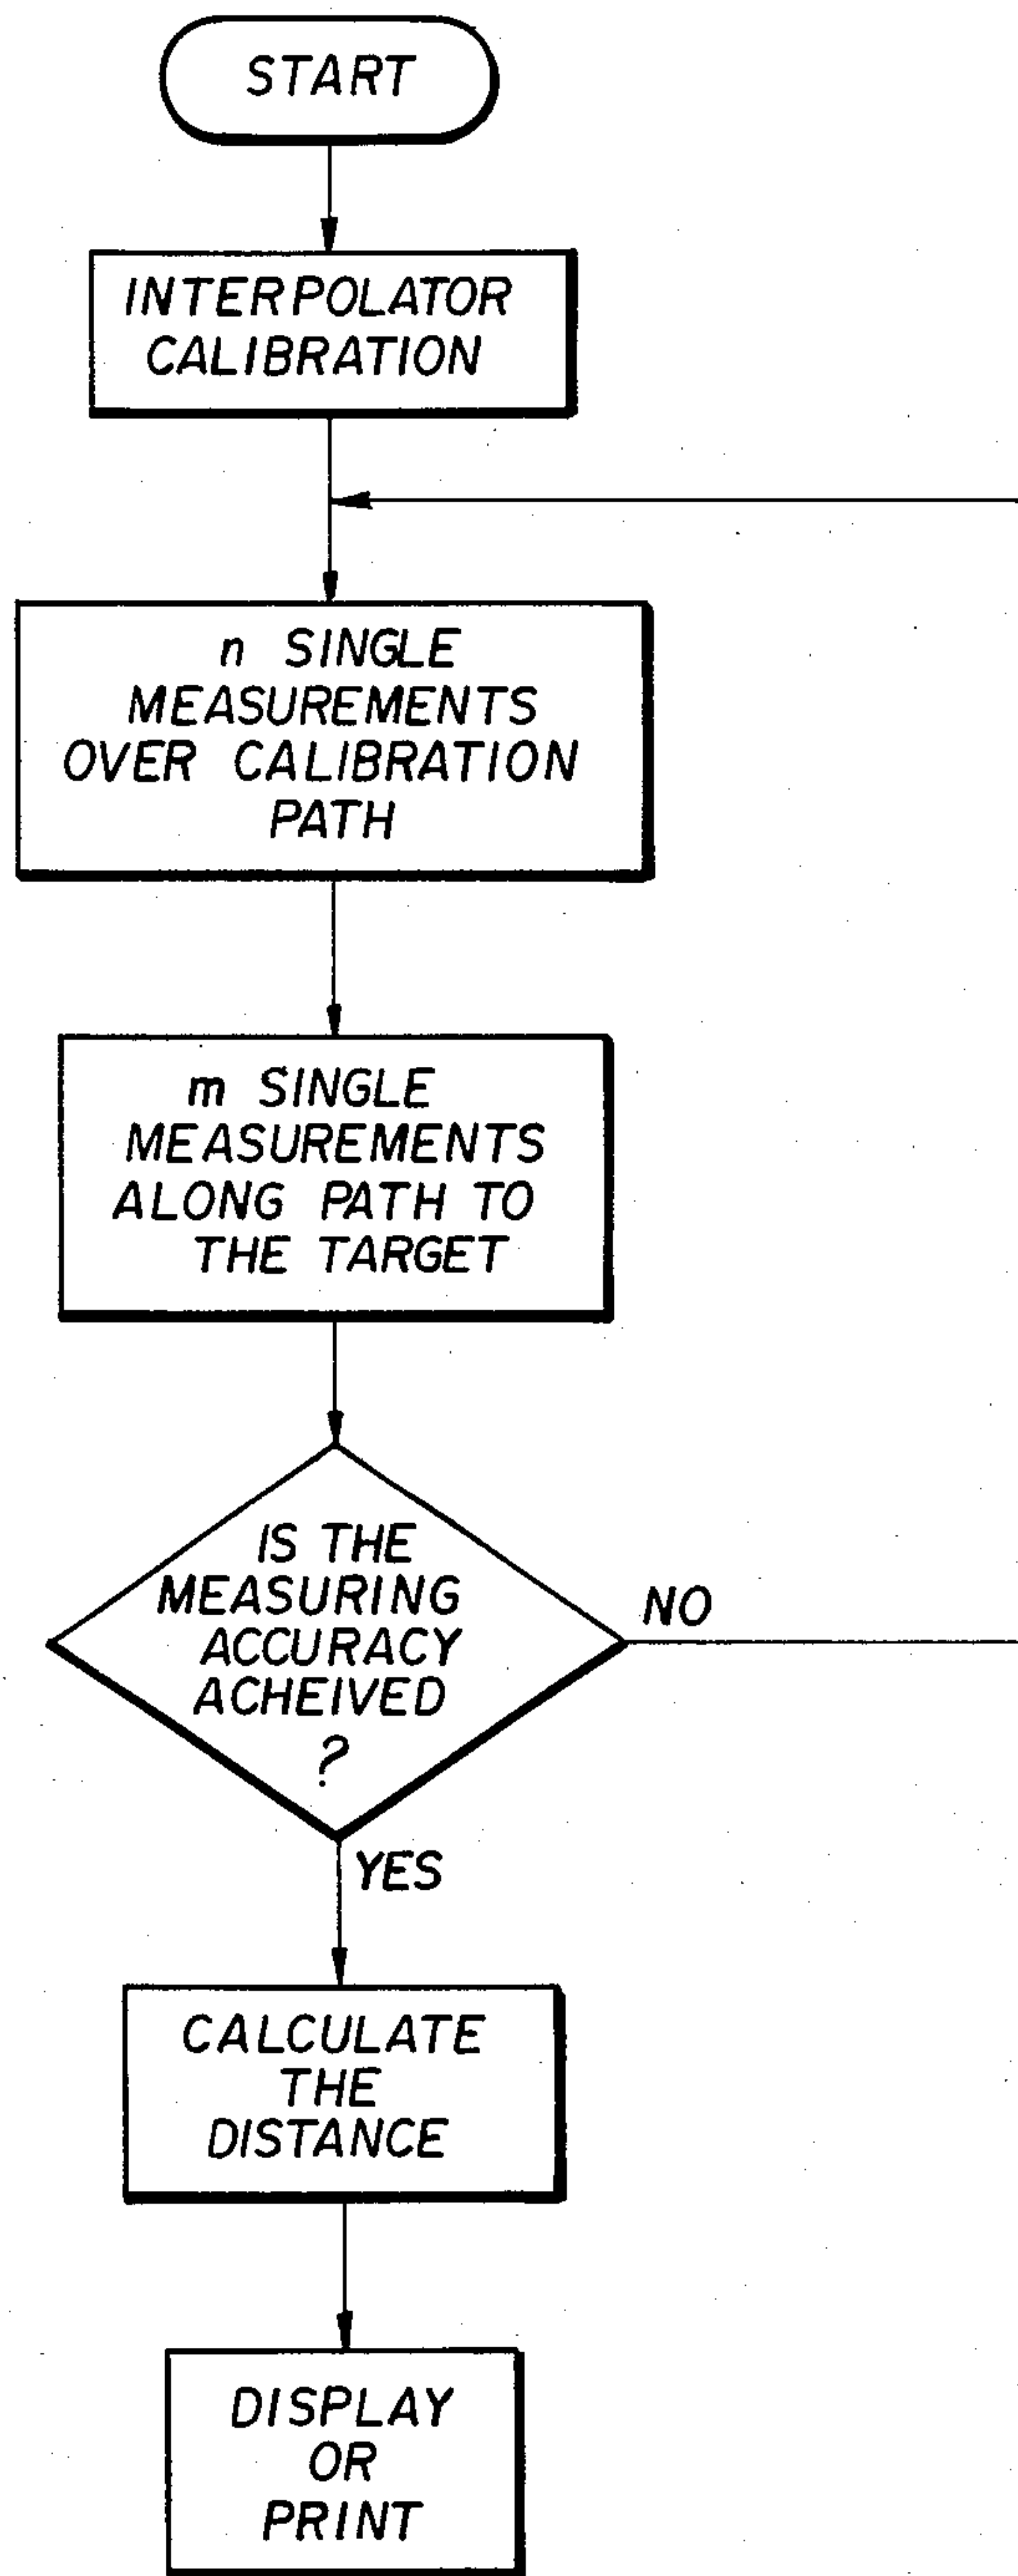 START
INTERPOLATOR
CALIBRATION
n SINGLE
MEASUREMENTS
OVER CALIBRATION
PATH
m SINGLE
MEASUREMENTS
ALONG PATH TO
THE TARGET
IS THE
MEASURING
ACCURACY
ACHEIVED
?
NO
YES
CALCULATE
THE
DISTANCE
DISPLAY
OR
PRINT